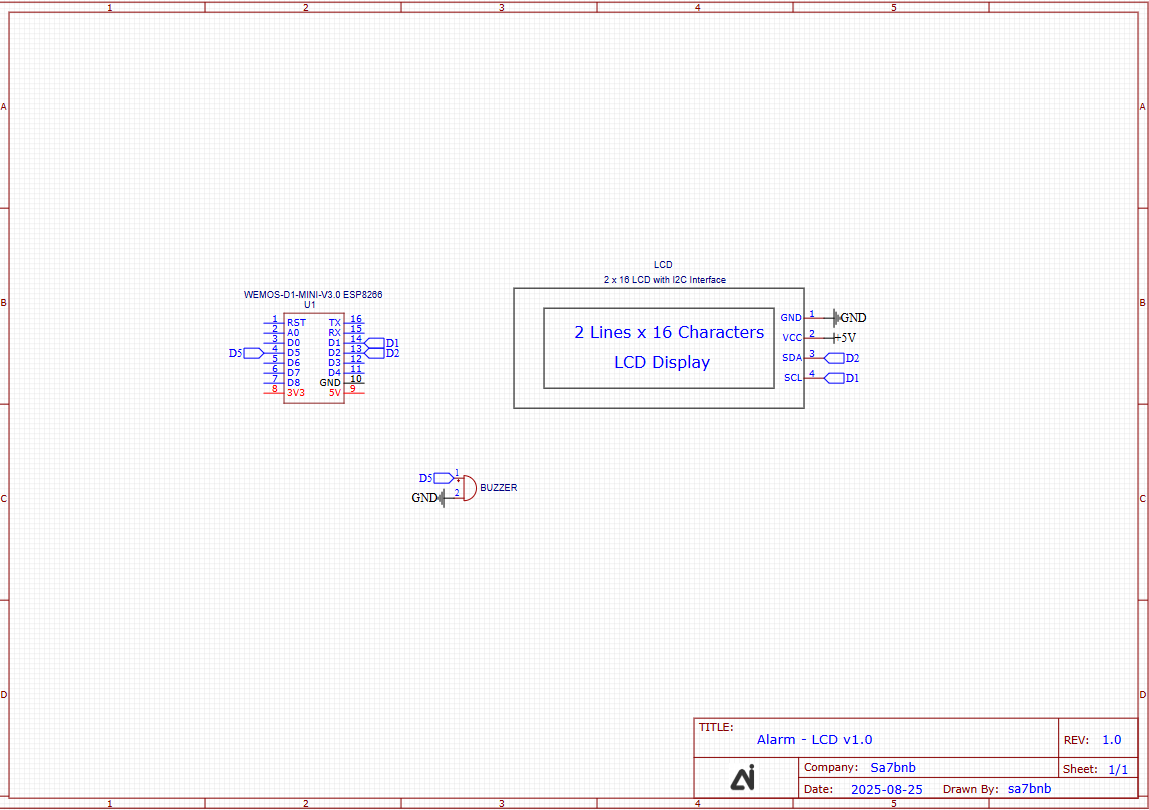 1 2 3 4 5
A A
LCD
2 x 16 LCD with I2C Interface
WEMOS-D1-MINI-V3.0 ESP8266
U1
B B
1 RST TX 16
2 A0 RX 15
3 D0 D1 14 D1
D5 4 D5 D2 13 D2
5 D6 D3 12
6 D7 D4 11
7 D8 GND 10
8 3V3 5V 9
2 Lines x 16 Characters
LCD Display
GND 1 GND
VCC 2 +5V
SDA 3 D2
SCL 4 D1
D5 1
GND 2
BUZZER
C C
D D
TITLE:
Alarm - LCD v1.0
REV: 1.0
Company: Sa7bnb
Sheet: 1/1
Date: 2025-08-25 Drawn By: sa7bnb
Ai
1 2 3 4 5